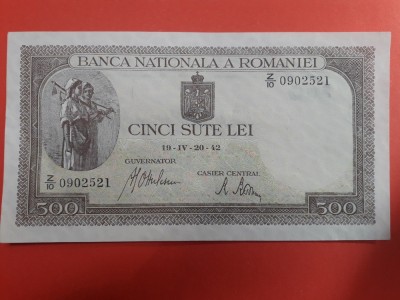 BANCA NATIONALA A ROMANIEI
Z/10 0902521
CINCI SUTE LEI
19-IV-20-42
GUVERNATOR
CASIER CENTRAL
Z/10 0902521
500
500